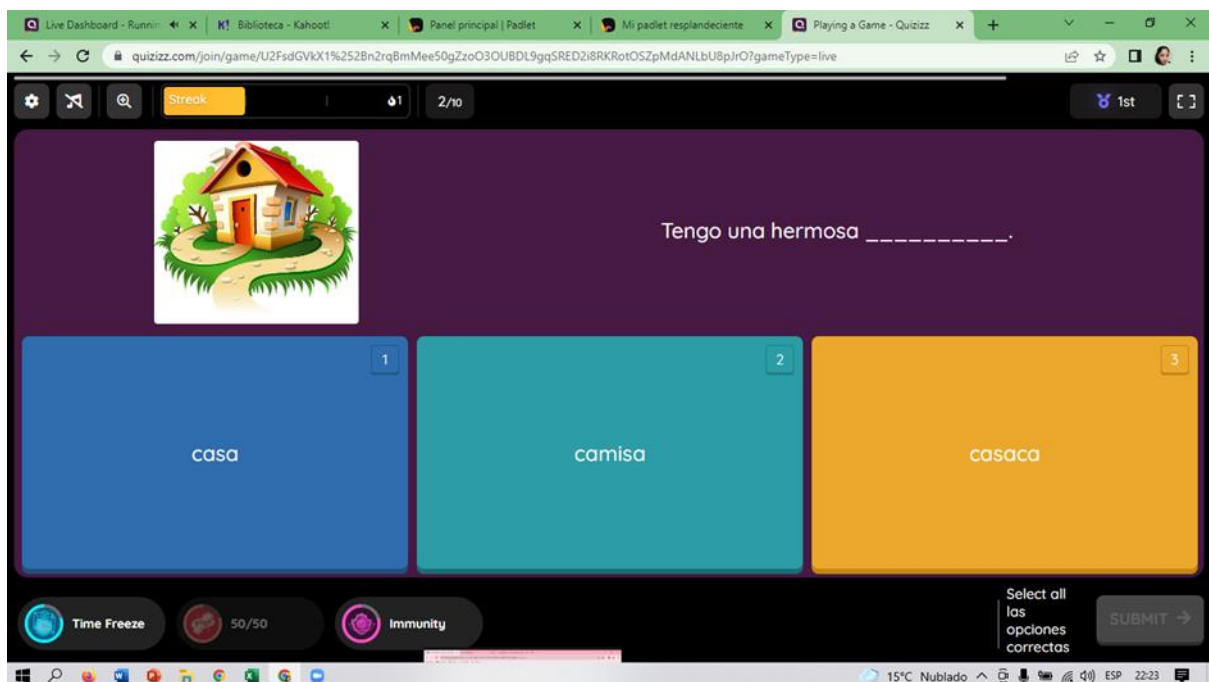 Live Dashboard - Runnin
K! Biblioteca - Kahoot!
Panel principal | Padlet
Mi padlet resplandeciente
Playing a Game - Quizizz
quizizz.com/join/game/U2FsdGVkX1%252Bn2rqBmMee50gZzoO3OUBDL9gqSRED2i8RKRotOSZpMdANLbU8pJrO?gameType=live
Streak
1
2/10
1st
Tengo una hermosa __________.
1
2
3
casa
camisa
casaca
Time Freeze
50/50
Immunity
Select all
las
opciones
correctas
SUBMIT
15°C Nublado
ESP
22:23